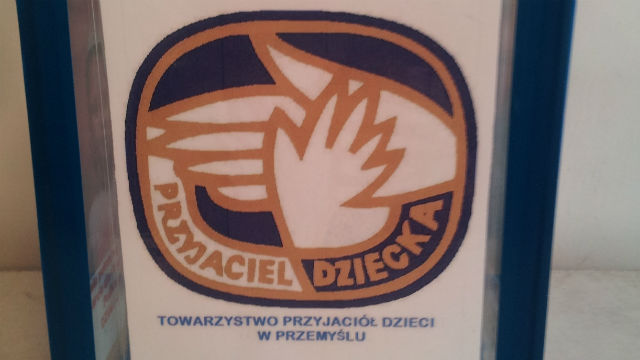 PRZYJACIEL DZIECKA
TOWARZYSTWO PRZYJACIÓŁ DZIECI
W PRZEMYŚLU